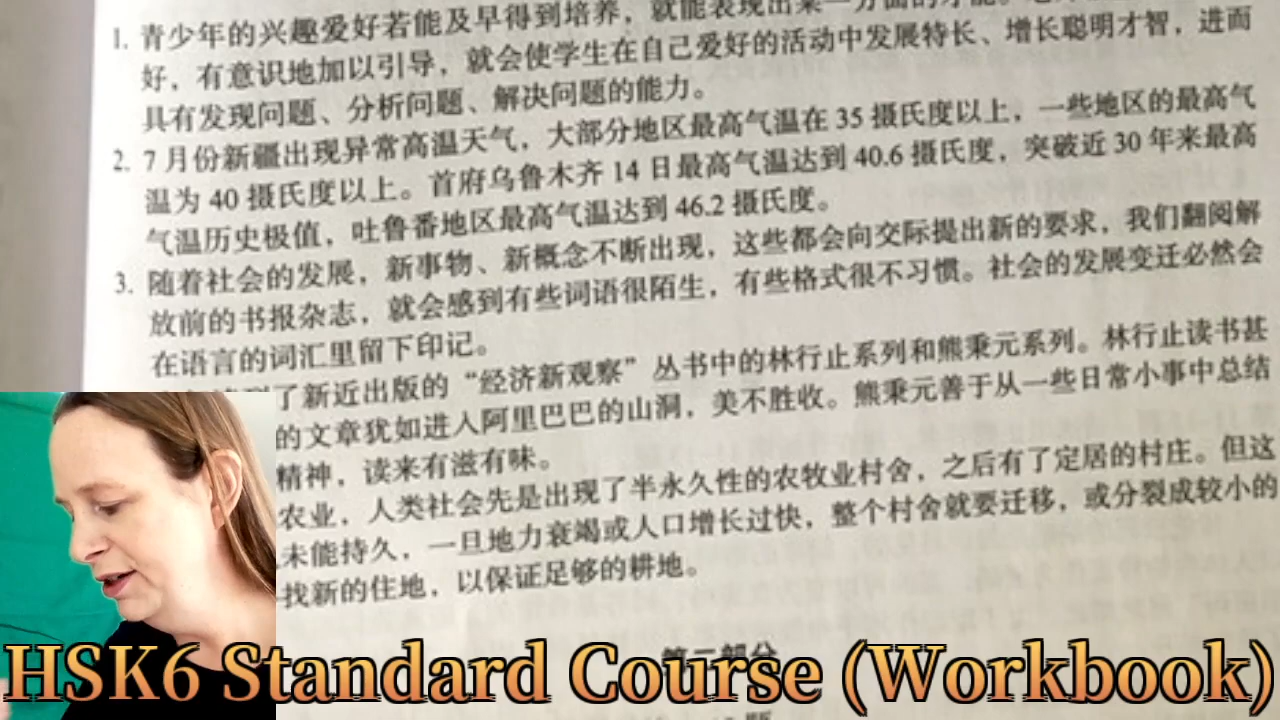 1. 青少年的兴趣爱好若能及早得到培养，就能表现出某一方面的才能。
好，有意识地加以引导，就会使学生在自己爱好的活动中发展特长、增长聪明才智，进而
具有发现问题、分析问题、解决问题的能力。
2. 7 月份新疆出现异常高温天气，大部分地区最高气温在 35 摄氏度以上，一些地区的最高气
温为 40 摄氏度以上。首府乌鲁木齐 14 日最高气温达到 40.6 摄氏度，突破近 30 年来最高
气温历史极值，吐鲁番地区最高气温达到 46.2 摄氏度。
3. 随着社会的发展，新事物、新概念不断出现，这些都会向交际提出新的要求，我们翻阅解
放前的书报杂志，就会感到有些词语很陌生，有些格式很不习惯。社会的发展变迁必然会
在语言的词汇里留下印记。
了新近出版的“经济新观察”丛书中的林行止系列和熊秉元系列。林行止读书甚
的文章犹如进入阿里巴巴的山洞，美不胜收。熊秉元善于从一些日常小事中总结
精神，读来有滋有味。
农业，人类社会先是出现了半永久性的农牧业村舍，之后有了定居的村庄。但这
未能持久，一旦地力衰竭或人口增长过快，整个村舍就要迁移，或分裂成较小的
找新的住地，以保证足够的耕地。
第二部分
HSK6 Standard Course (Workbook)